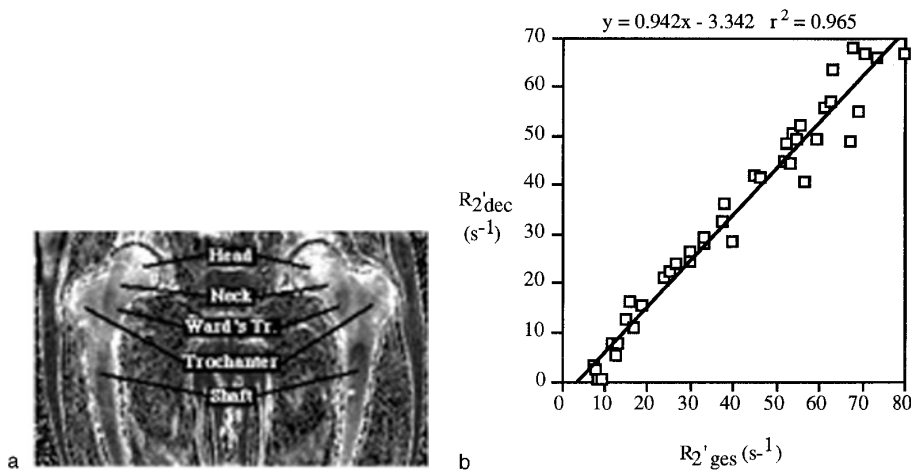 Head
Neck
Ward's Tr.
Trochanter
Shaft
a
y = 0.942x - 3.342 r² = 0.965
70
60
50
40
30
20
10
0
R₂'dec
(s⁻¹)
0 10 20 30 40 50 60 70 80
R₂'ges (s⁻¹)
b